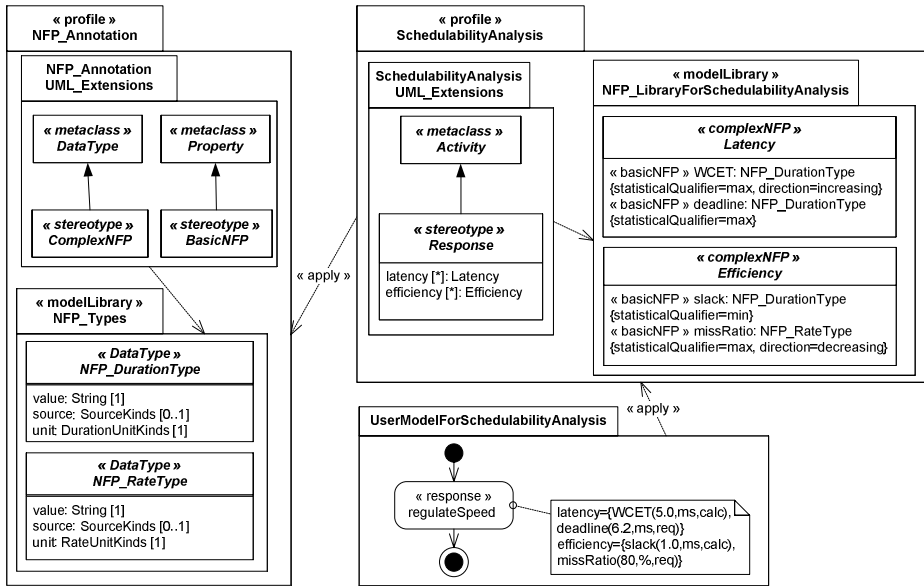 « profile »
NFP_Annotation
NFP_Annotation
UML_Extensions
« metaclass »
DataType
« metaclass »
Property
« stereotype »
ComplexNFP
« stereotype »
BasicNFP
« modelLibrary »
NFP_Types
« DataType »
NFP_DurationType
value: String [1]
source: SourceKinds [0..1]
unit: DurationUnitKinds [1]
« DataType »
NFP_RateType
value: String [1]
source: SourceKinds [0..1]
unit: RateUnitKinds [1]
« apply »
« profile »
SchedulabilityAnalysis
SchedulabilityAnalysis
UML_Extensions
« metaclass »
Activity
« stereotype »
Response
latency [*]: Latency
efficiency [*]: Efficiency
« modelLibrary »
NFP_LibraryForSchedulabilityAnalysis
« complexNFP »
Latency
« basicNFP » WCET: NFP_DurationType
{statisticalQualifier=max, direction=increasing}
« basicNFP » deadline: NFP_DurationType
{statisticalQualifier=max}
« complexNFP »
Efficiency
« basicNFP » slack: NFP_DurationType
{statisticalQualifier=min}
« basicNFP » missRatio: NFP_RateType
{statisticalQualifier=max, direction=decreasing}
« apply »
UserModelForSchedulabilityAnalysis
« response »
regulateSpeed
latency={WCET(5.0,ms,calc),
deadline(6.2,ms,req)}
efficiency={slack(1.0,ms,calc),
missRatio(80,%,req)}